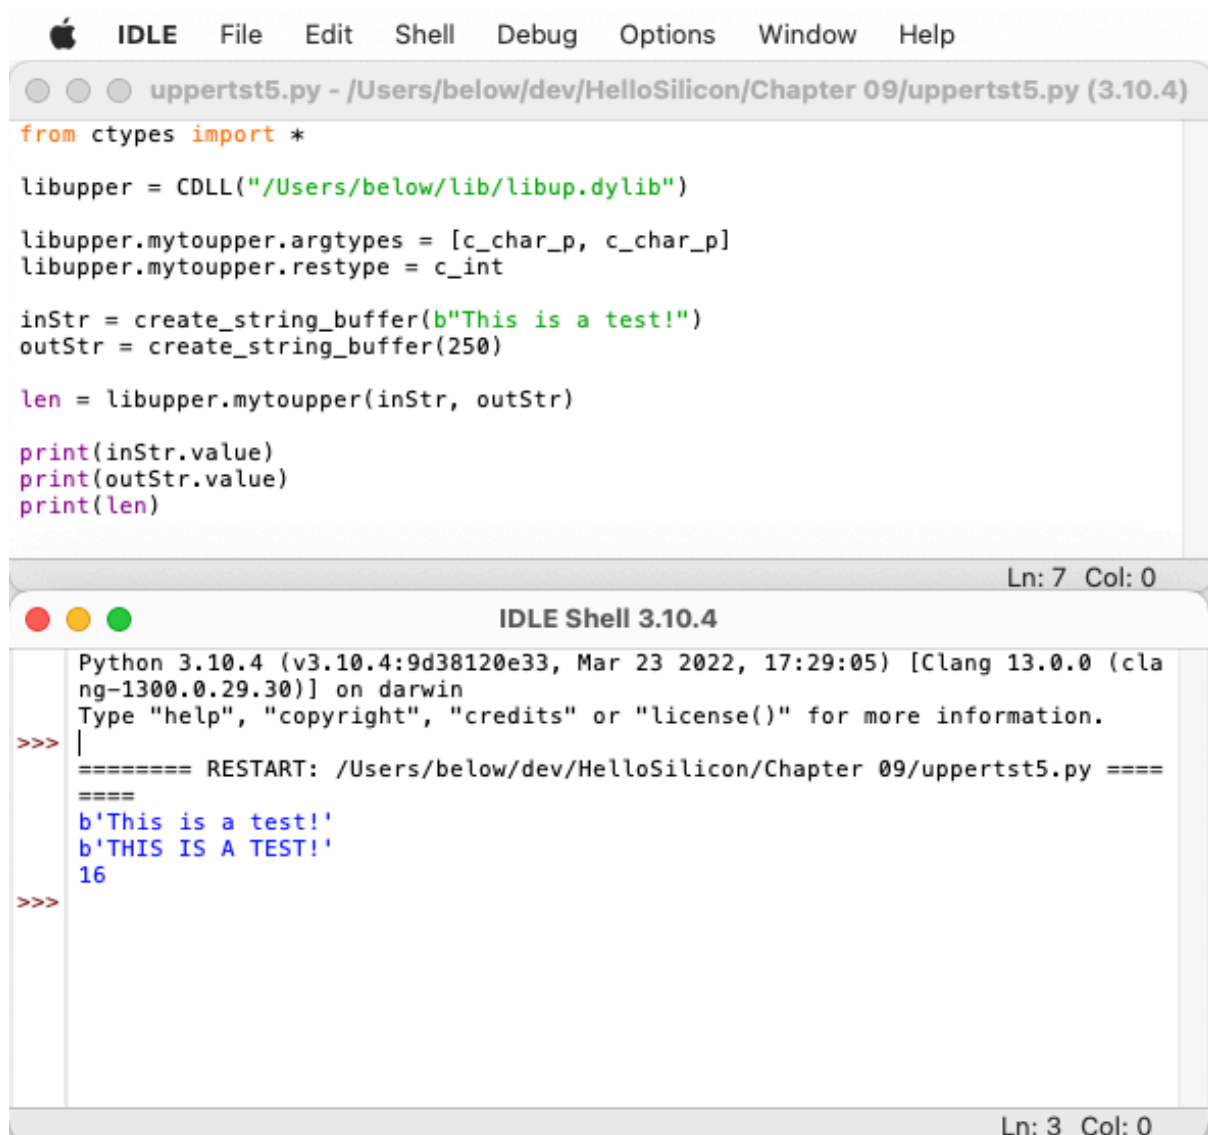 IDLE File Edit Shell Debug Options Window Help
uppertst5.py - /Users/below/dev/HelloSilicon/Chapter 09/uppertst5.py (3.10.4)
from ctypes import *
libupper = CDLL("/Users/below/lib/libup.dylib")
libupper.mytoupper.argtypes = [c_char_p, c_char_p]
libupper.mytoupper.restype = c_int
inStr = create_string_buffer(b"This is a test!")
outStr = create_string_buffer(250)
len = libupper.mytoupper(inStr, outStr)
print(inStr.value)
print(outStr.value)
print(len)
Ln: 7 Col: 0
IDLE Shell 3.10.4
Python 3.10.4 (v3.10.4:9d38120e33, Mar 23 2022, 17:29:05) [Clang 13.0.0 (cla
ng-1300.0.29.30)] on darwin
Type "help", "copyright", "credits" or "license()" for more information.
>>>
======== RESTART: /Users/below/dev/HelloSilicon/Chapter 09/uppertst5.py ====
====
b'This is a test!'
b'THIS IS A TEST!'
16
>>>
Ln: 3 Col: 0